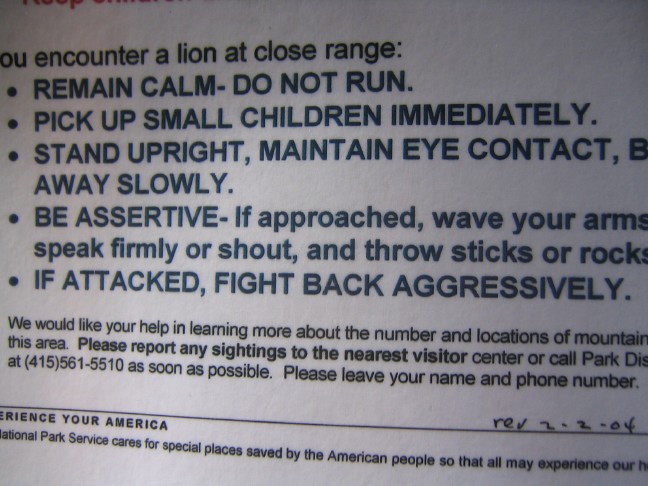 Keep children
ou encounter a lion at close range:
• REMAIN CALM- DO NOT RUN.
• PICK UP SMALL CHILDREN IMMEDIATELY.
• STAND UPRIGHT, MAINTAIN EYE CONTACT, B
AWAY SLOWLY.
• BE ASSERTIVE- If approached, wave your arms
speak firmly or shout, and throw sticks or rocks
• IF ATTACKED, FIGHT BACK AGGRESSIVELY.
We would like your help in learning more about the number and locations of mountain
this area. Please report any sightings to the nearest visitor center or call Park Dis
at (415)561-5510 as soon as possible. Please leave your name and phone number.
ERIENCE YOUR AMERICA
rev 2-2-04
National Park Service cares for special places saved by the American people so that all may experience our h